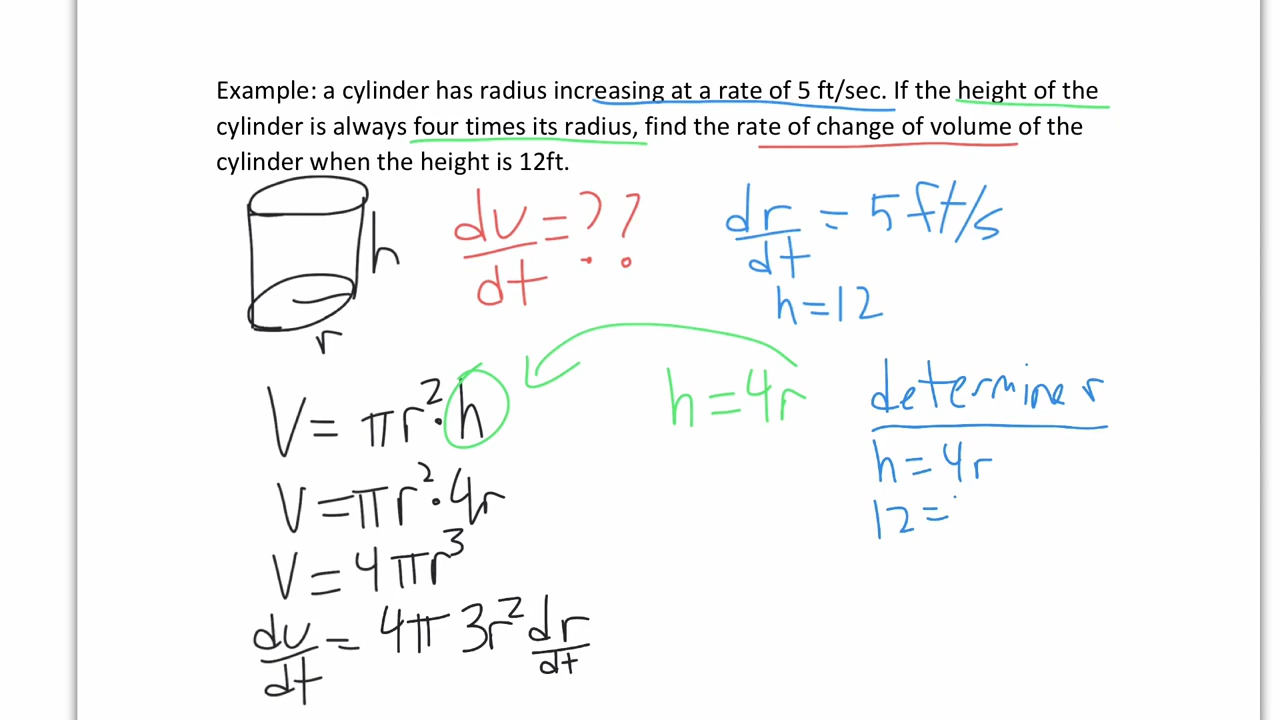 Example: a cylinder has radius increasing at a rate of 5 ft/sec. If the height of the
cylinder is always four times its radius, find the rate of change of volume of the
cylinder when the height is 12ft.
h
r
dv/dt = ??
dr/dt = 5 ft/s
h = 12
V = πr²·h
h = 4r
determine r
h = 4r
12 =
V = πr²·4r
V = 4πr³
dv/dt = 4π 3r² dr/dt